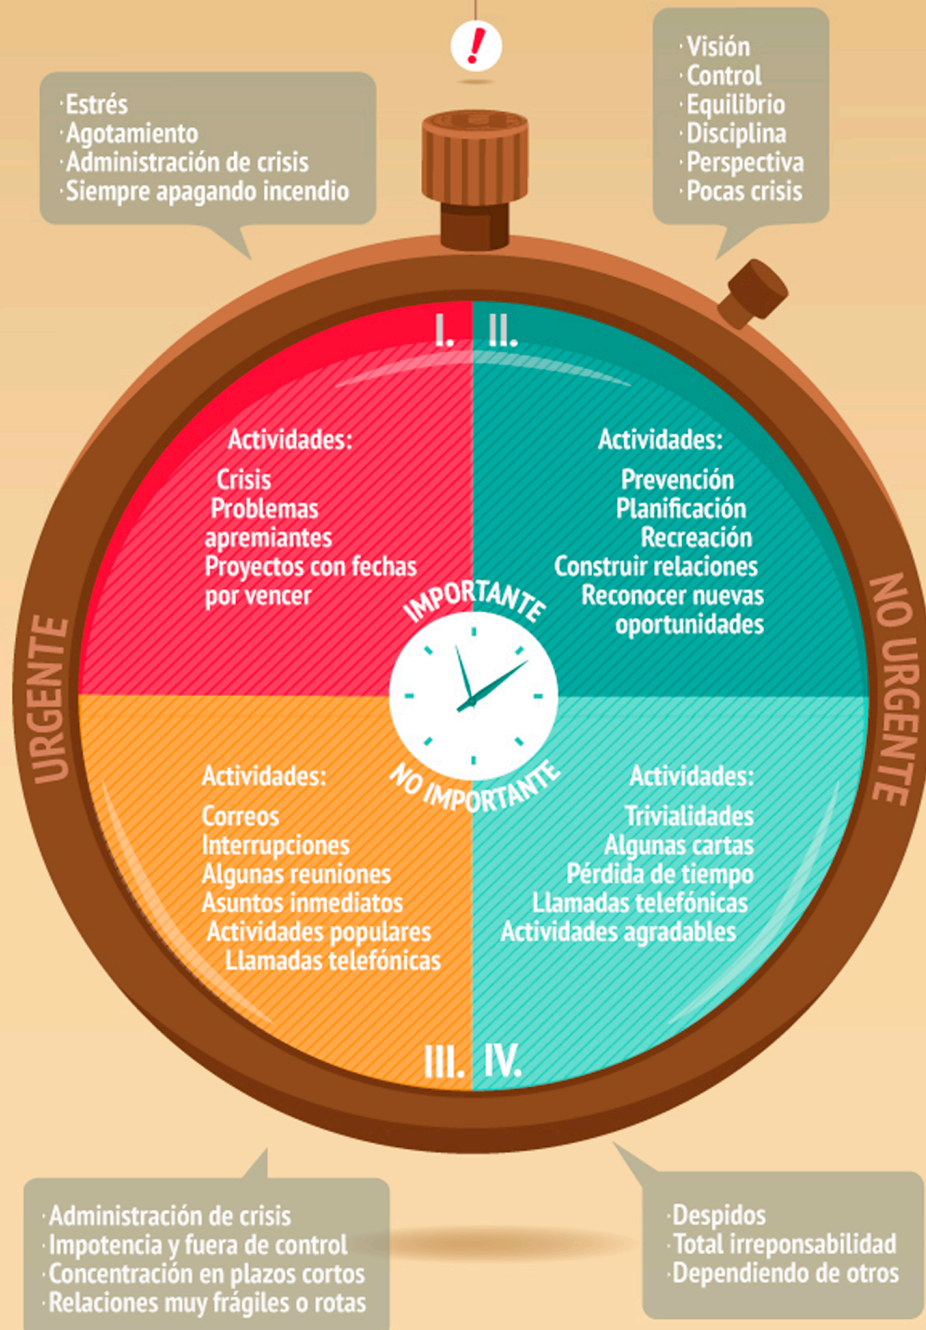 !
· Estrés
· Agotamiento
· Administración de crisis
· Siempre apagando incendio
· Visión
· Control
· Equilibrio
· Disciplina
· Perspectiva
· Pocas crisis
I. II.
Actividades:
Crisis
Problemas
apremiantes
Proyectos con fechas
por vencer
Actividades:
Prevención
Planificación
Recreación
Construir relaciones
Reconocer nuevas
oportunidades
IMPORTANTE
URGENTE
NO URGENTE
NO IMPORTANTE
Actividades:
Correos
Interrupciones
Algunas reuniones
Asuntos inmediatos
Actividades populares
Llamadas telefónicas
Actividades:
Trivialidades
Algunas cartas
Pérdida de tiempo
Llamadas telefónicas
Actividades agradables
III. IV.
· Administración de crisis
· Impotencia y fuera de control
· Concentración en plazos cortos
· Relaciones muy frágiles o rotas
· Despidos
· Total irreponsabilidad
· Dependiendo de otros